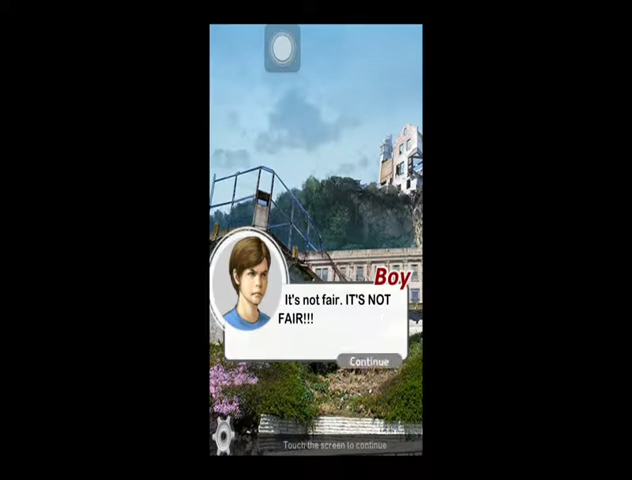 Boy
It's not fair. IT'S NOT
FAIR!!!
Continue
Touch the screen to continue